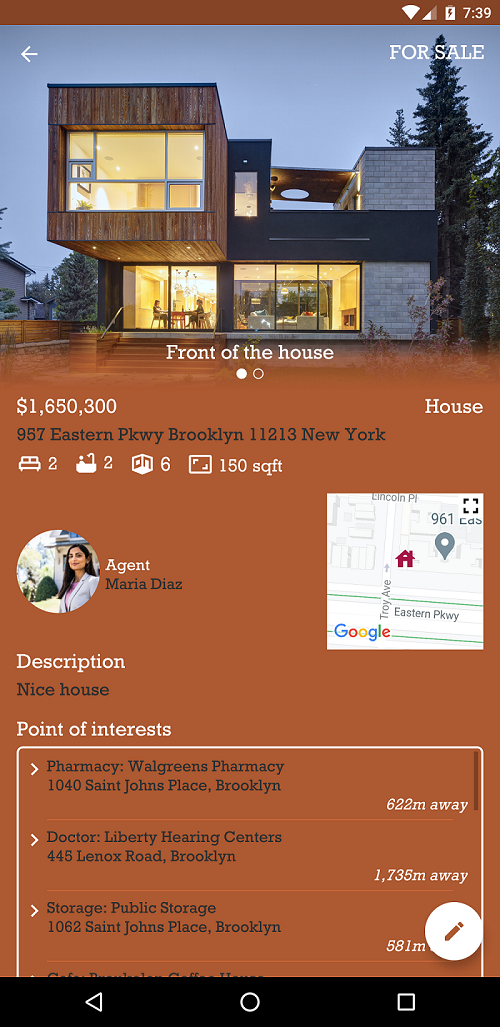 7:39
FOR SALE
Front of the house
$1,650,300
House
957 Eastern Pkwy Brooklyn 11213 New York
2 2 6 150 sqft
Lincoln Pl
961 Eas
Troy Ave
Eastern Pkwy
Google
Agent
Maria Diaz
Description
Nice house
Point of interests
Pharmacy: Walgreens Pharmacy
1040 Saint Johns Place, Brooklyn
622m away
Doctor: Liberty Hearing Centers
445 Lenox Road, Brooklyn
1,735m away
Storage: Public Storage
1062 Saint Johns Place, Brooklyn
581m